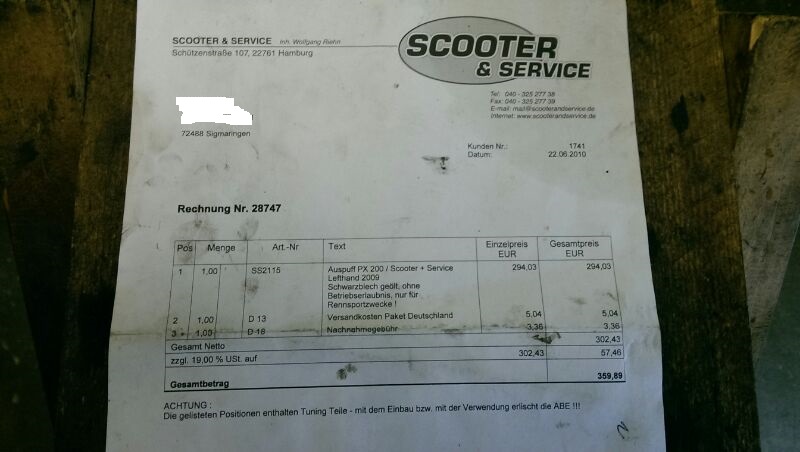 SCOOTER & SERVICE Inh. Wolfgang Riehn
Schützenstraße 107, 22761 Hamburg
SCOOTER
& SERVICE
Tel: 040 - 325 277 38
Fax: 040 - 325 277 39
E-mail: mail@scooterandservice.de
Internet: www.scooterandservice.de
72488 Sigmaringen
Kunden Nr.: 1741
Datum: 22.06.2010
Rechnung Nr. 28747
Pos Menge Art.-Nr Text Einzelpreis EUR Gesamtpreis EUR
1 1,00 SS2115 Auspuff PX 200 / Scooter + Service 294,03 294,03
Lefthand 2009
Schwarzblech geölt, ohne
Betriebserlaubnis, nur für
Rennsportzwecke !
2 1,00 D 13 Versandkosten Paket Deutschland 5,04 5,04
3 1,00 D 18 Nachnahmegebühr 3,36 3,36
Gesamt Netto 302,43
zzgl. 19,00 % USt. auf 302,43 57,46
Gesamtbetrag 359,89
ACHTUNG :
Die gelisteten Positionen enthalten Tuning Teile - mit dem Einbau bzw. mit der Verwendung erlischt die ABE !!!